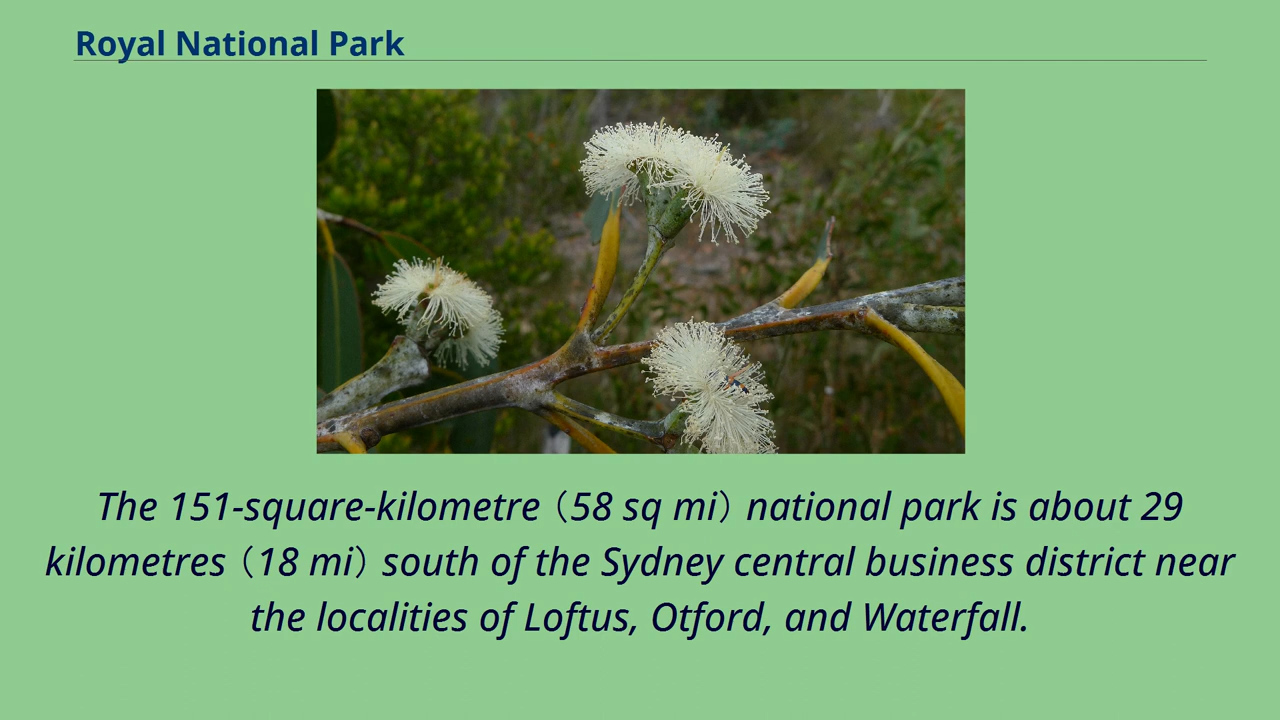 Royal National Park
The 151-square-kilometre（58 sq mi）national park is about 29
kilometres（18 mi）south of the Sydney central business district near
the localities of Loftus, Otford, and Waterfall.